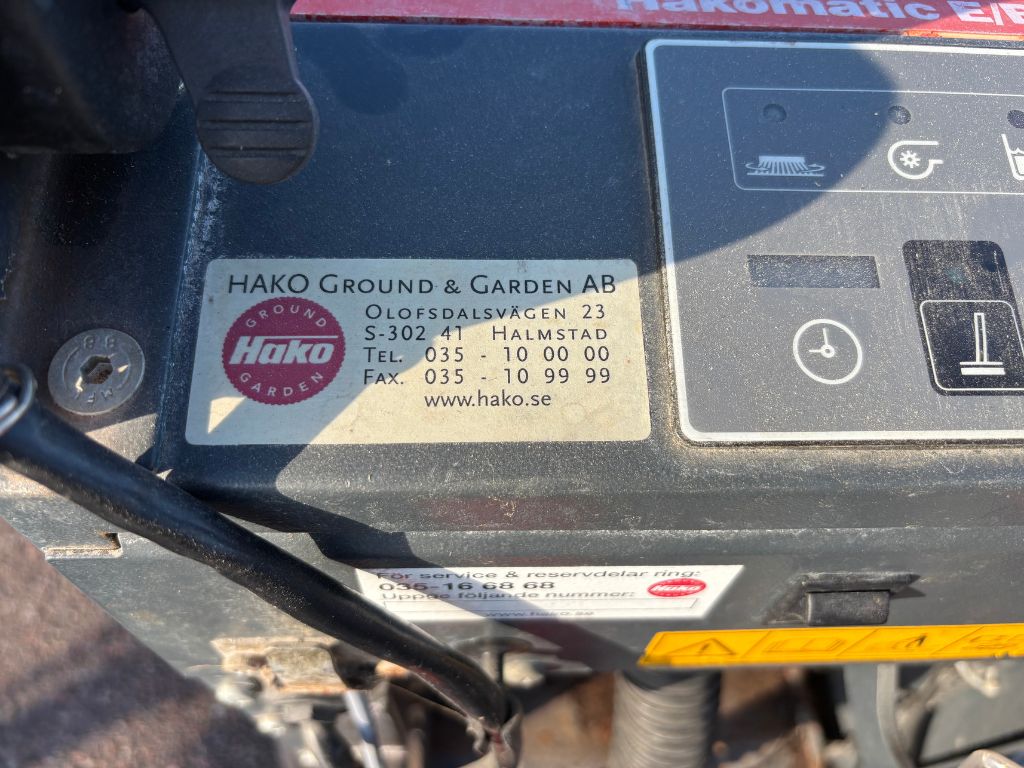 Hakomatic E/B
HAKO GROUND & GARDEN AB
OLOFSDALSVÄGEN 23
S-302 41 HALMSTAD
TEL. 035 - 10 00 00
FAX. 035 - 10 99 99
www.hako.se
GROUND
Hako
GARDEN
8.8
För service & reservdelar ring:
035-16 68 68
Uppge följande nummer:
Hako
www.hako.se